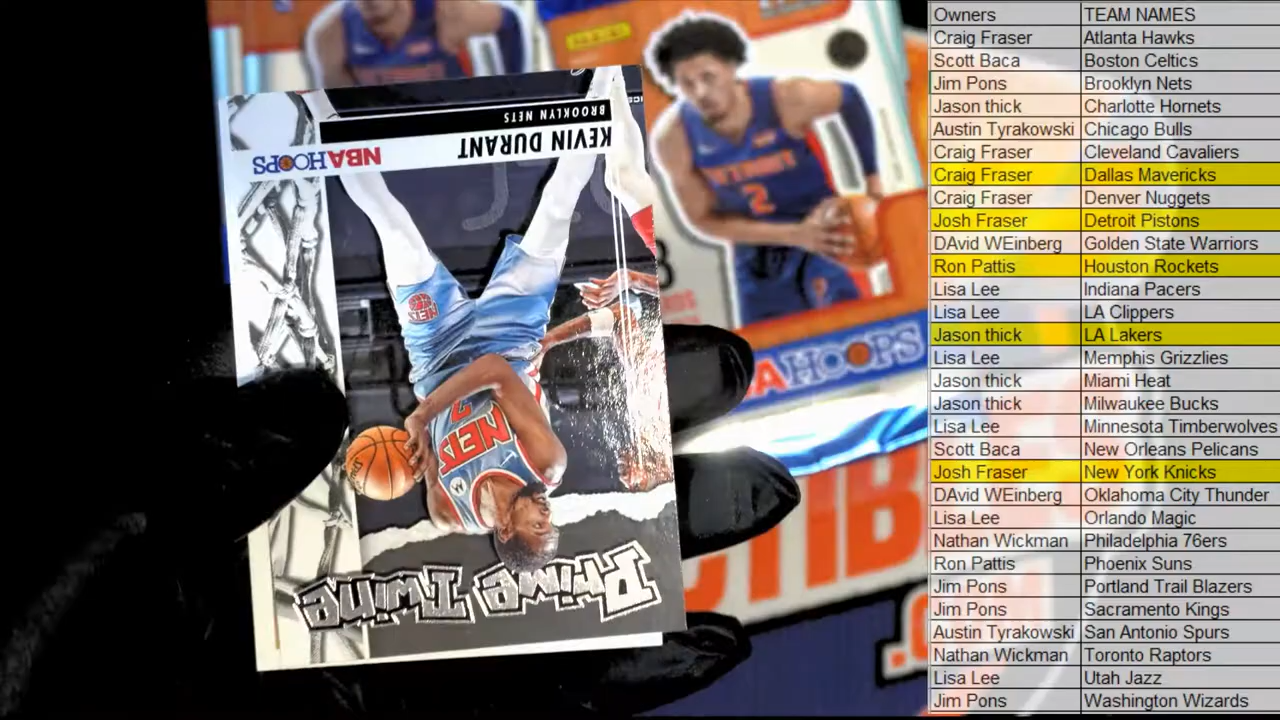 BROOKLYN NETS
KEVIN DURANT
NBA HOOPS
NETS
NETS
7
Prime Twine
PANINI
DETROIT
2
HOOPS
Owners TEAM NAMES
Craig Fraser Atlanta Hawks
Scott Baca Boston Celtics
Jim Pons Brooklyn Nets
Jason thick Charlotte Hornets
Austin Tyrakowski Chicago Bulls
Craig Fraser Cleveland Cavaliers
Craig Fraser Dallas Mavericks
Craig Fraser Denver Nuggets
Josh Fraser Detroit Pistons
DAvid WEinberg Golden State Warriors
Ron Pattis Houston Rockets
Lisa Lee Indiana Pacers
Lisa Lee LA Clippers
Jason thick LA Lakers
Lisa Lee Memphis Grizzlies
Jason thick Miami Heat
Jason thick Milwaukee Bucks
Lisa Lee Minnesota Timberwolves
Scott Baca New Orleans Pelicans
Josh Fraser New York Knicks
DAvid WEinberg Oklahoma City Thunder
Lisa Lee Orlando Magic
Nathan Wickman Philadelphia 76ers
Ron Pattis Phoenix Suns
Jim Pons Portland Trail Blazers
Jim Pons Sacramento Kings
Austin Tyrakowski San Antonio Spurs
Nathan Wickman Toronto Raptors
Lisa Lee Utah Jazz
Jim Pons Washington Wizards